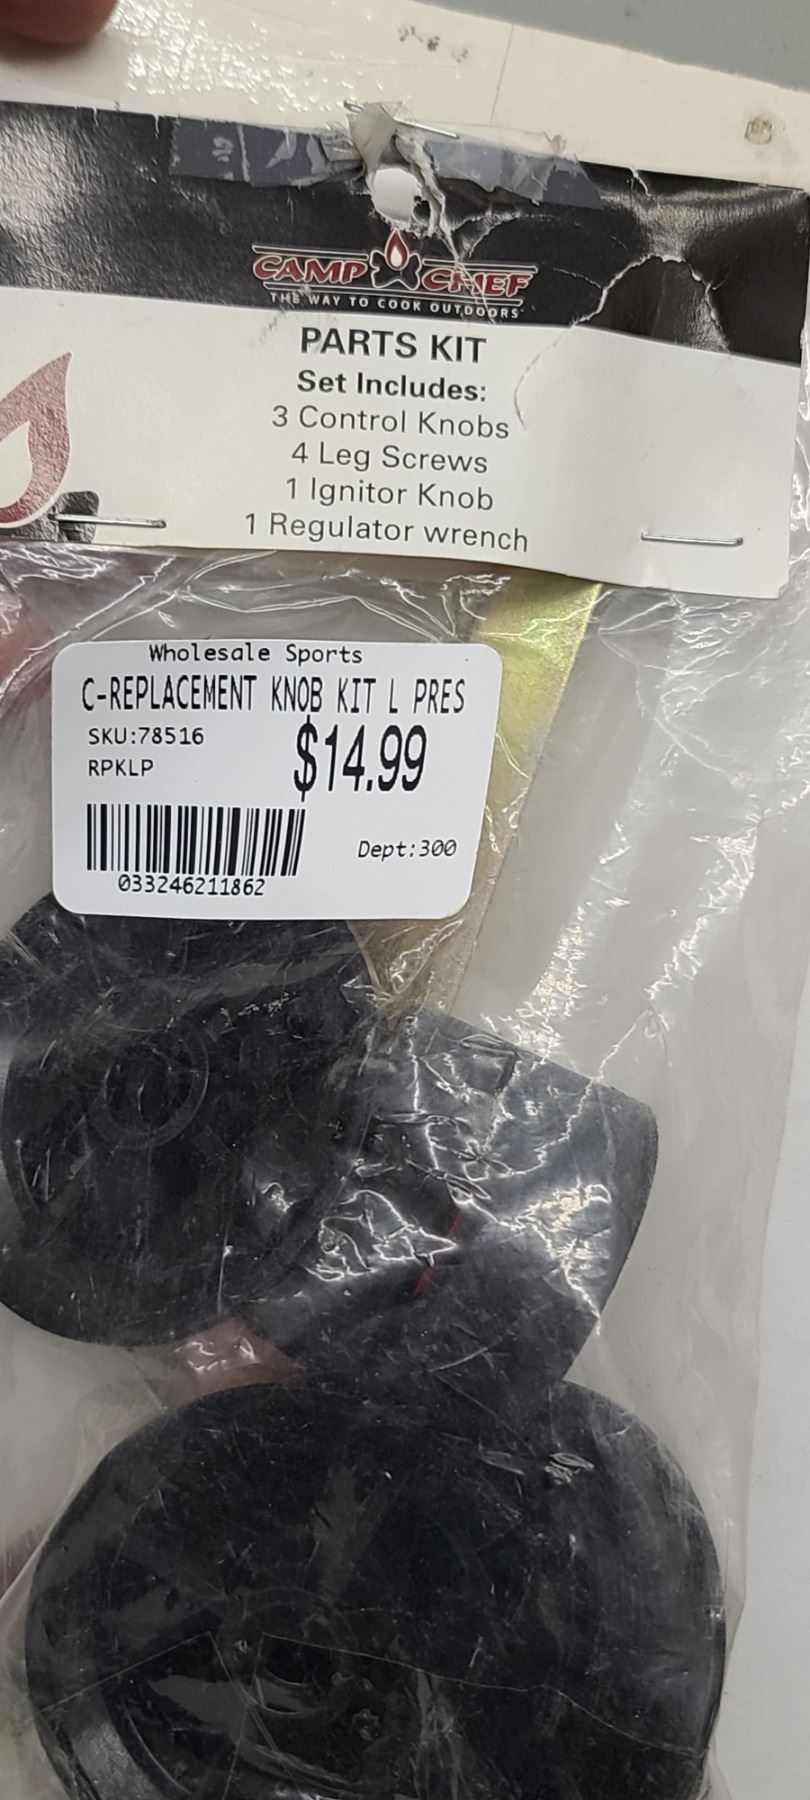 CAMP CHEF
THE WAY TO COOK OUTDOORS
PARTS KIT
Set Includes:
3 Control Knobs
4 Leg Screws
1 Ignitor Knob
1 Regulator wrench
Wholesale Sports
C-REPLACEMENT KNOB KIT L PRES
SKU:78516
$14.99
RPKLP
Dept:300
033246211862